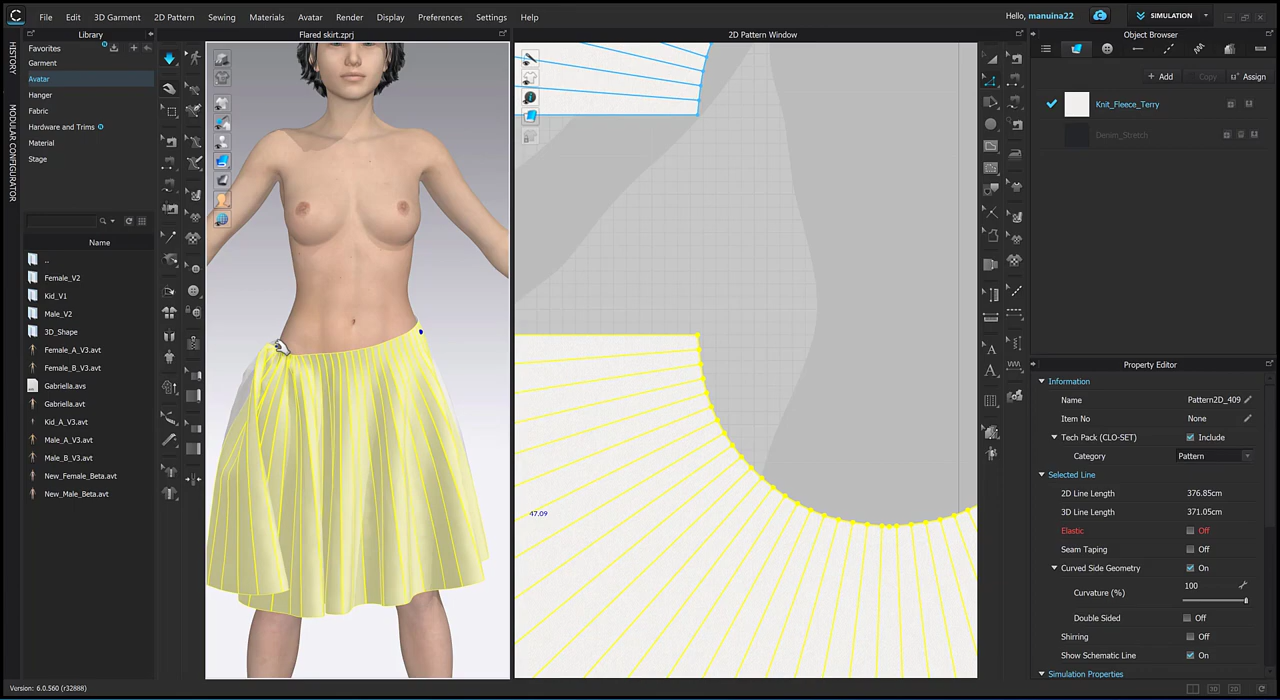 File Edit 3D Garment 2D Pattern Sewing Materials Avatar Render Display Preferences Settings Help
Hello, manuina22
SIMULATION
Library
Flared skirt.zprj
2D Pattern Window
Object Browser
HISTORY
MODULAR CONFIGURATOR
Favorites
Garment
Avatar
Hanger
Fabric
Hardware and Trims
Material
Stage
Name
..
Female_V2
Kid_V1
Male_V2
3D_Shape
Female_A_V3.avt
Female_B_V3.avt
Gabriella.avs
Gabriella.avt
Kid_A_V3.avt
Male_A_V3.avt
Male_B_V3.avt
New_Female_Beta.avt
New_Male_Beta.avt
47.09
+ Add Copy Assign
Knit_Fleece_Terry
Denim_Stretch
Property Editor
Information
Name Pattern2D_409
Item No None
Tech Pack (CLO-SET) Include
Category Pattern
Selected Line
2D Line Length 376.85cm
3D Line Length 371.05cm
Elastic Off
Seam Taping Off
Curved Side Geometry On
Curvature (%) 100
Double Sided Off
Shirring Off
Show Schematic Line On
Simulation Properties
Version: 6.0.560 (r32888)
3D
2D